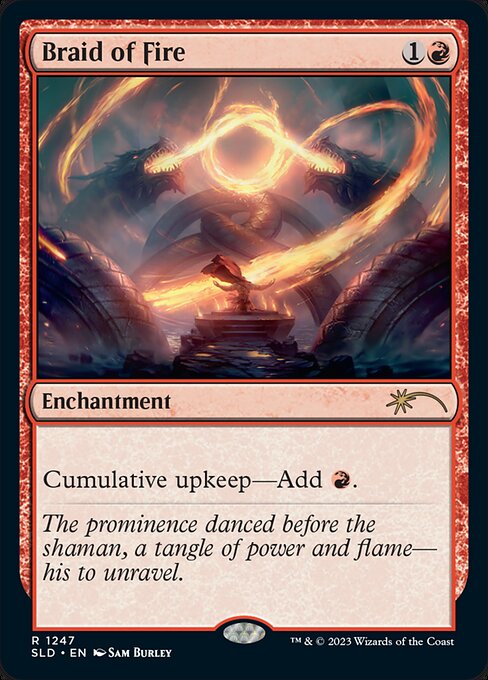 Braid of Fire 1
Enchantment
Cumulative upkeep—Add .
The prominence danced before the
shaman, a tangle of power and flame—
his to unravel.
R 1247
SLD • EN Sam Burley
™ & © 2023 Wizards of the Coast